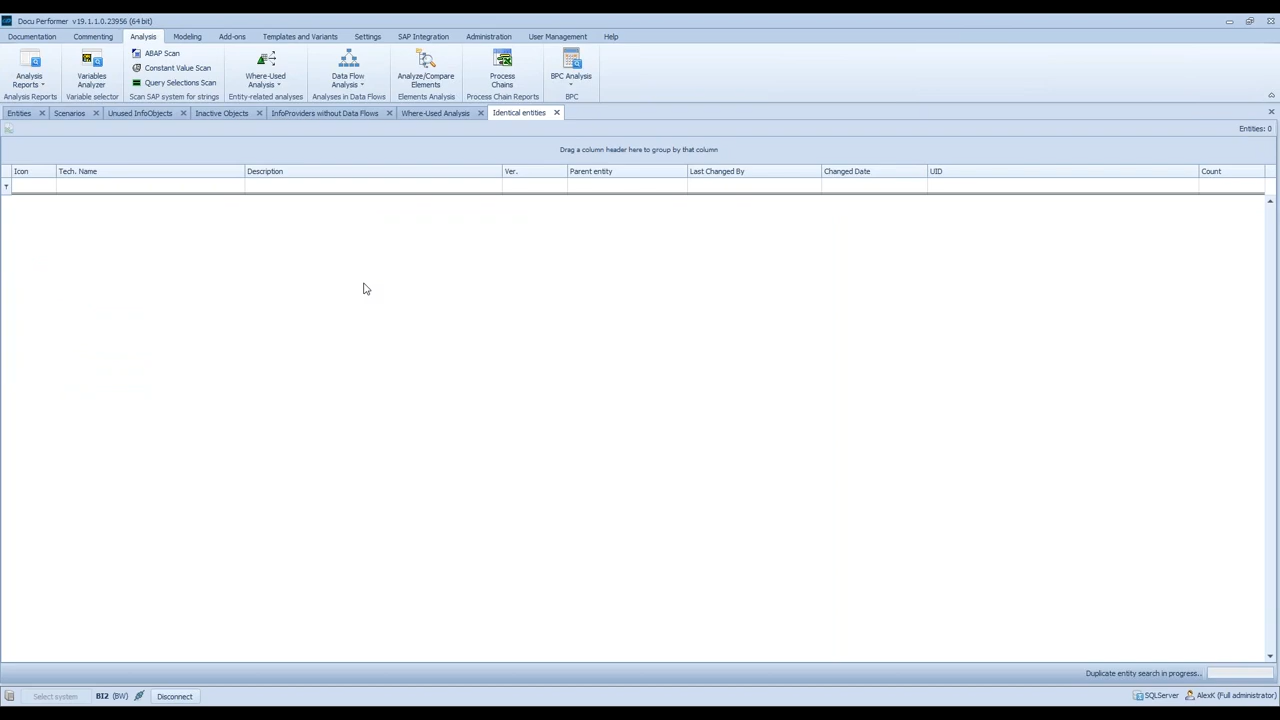 Docu Performer v19.1.1.0.23956 (64 bit)
Documentation Commenting Analysis Modeling Add-ons Templates and Variants Settings SAP Integration Administration User Management Help
Analysis Reports
Variables Analyzer
ABAP Scan
Constant Value Scan
Query Selections Scan
Where-Used Analysis
Data Flow Analysis
Analyze/Compare Elements
Process Chains
BPC Analysis
Analysis Reports Variable selector Scan SAP system for strings Entity-related analyses Analyses in Data Flows Elements Analysis Process Chain Reports BPC
Entities Scenarios Unused InfoObjects Inactive Objects InfoProviders without Data Flows Where-Used Analysis Identical entities
Entities: 0
Drag a column header here to group by that column
Icon Tech. Name Description Ver. Parent entity Last Changed By Changed Date UID Count
Duplicate entity search in progress..
Select system BI2 (BW) Disconnect SQLServer AlexK (Full administrator)